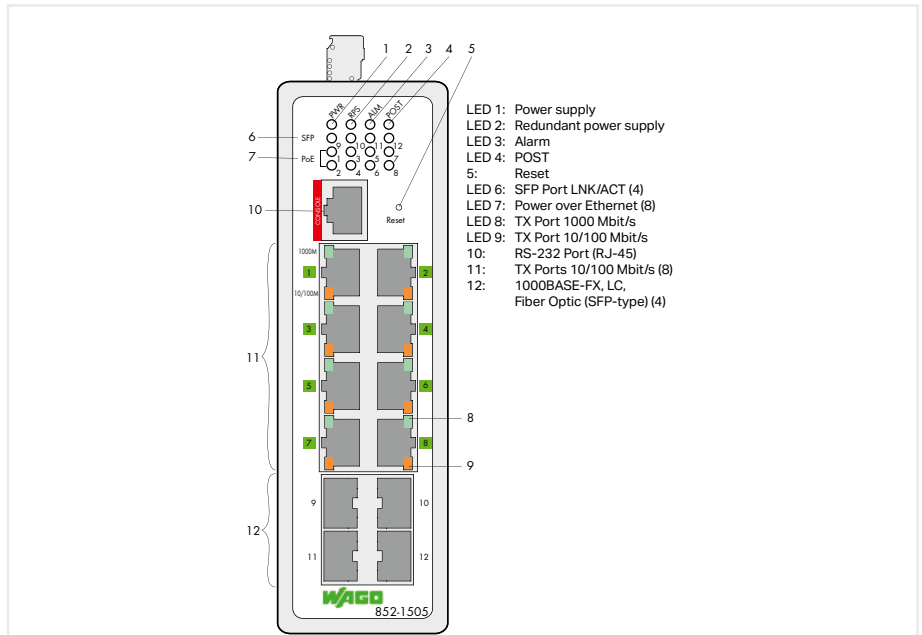 1 2 3 4 5
PWR RPS ALM POST
6 SFP
9 10 11 12
7 PoE
1 3 5 7
2 4 6 8
10 CONSOLE
Reset
1000M
1 2
10/100M
3 4
11
5 6
8
7 8
9
9 10
12
11 12
WAGO
852-1505
LED 1: Power supply
LED 2: Redundant power supply
LED 3: Alarm
LED 4: POST
5: Reset
LED 6: SFP Port LNK/ACT (4)
LED 7: Power over Ethernet (8)
LED 8: TX Port 1000 Mbit/s
LED 9: TX Port 10/100 Mbit/s
10: RS-232 Port (RJ-45)
11: TX Ports 10/100 Mbit/s (8)
12: 1000BASE-FX, LC,
Fiber Optic (SFP-type) (4)